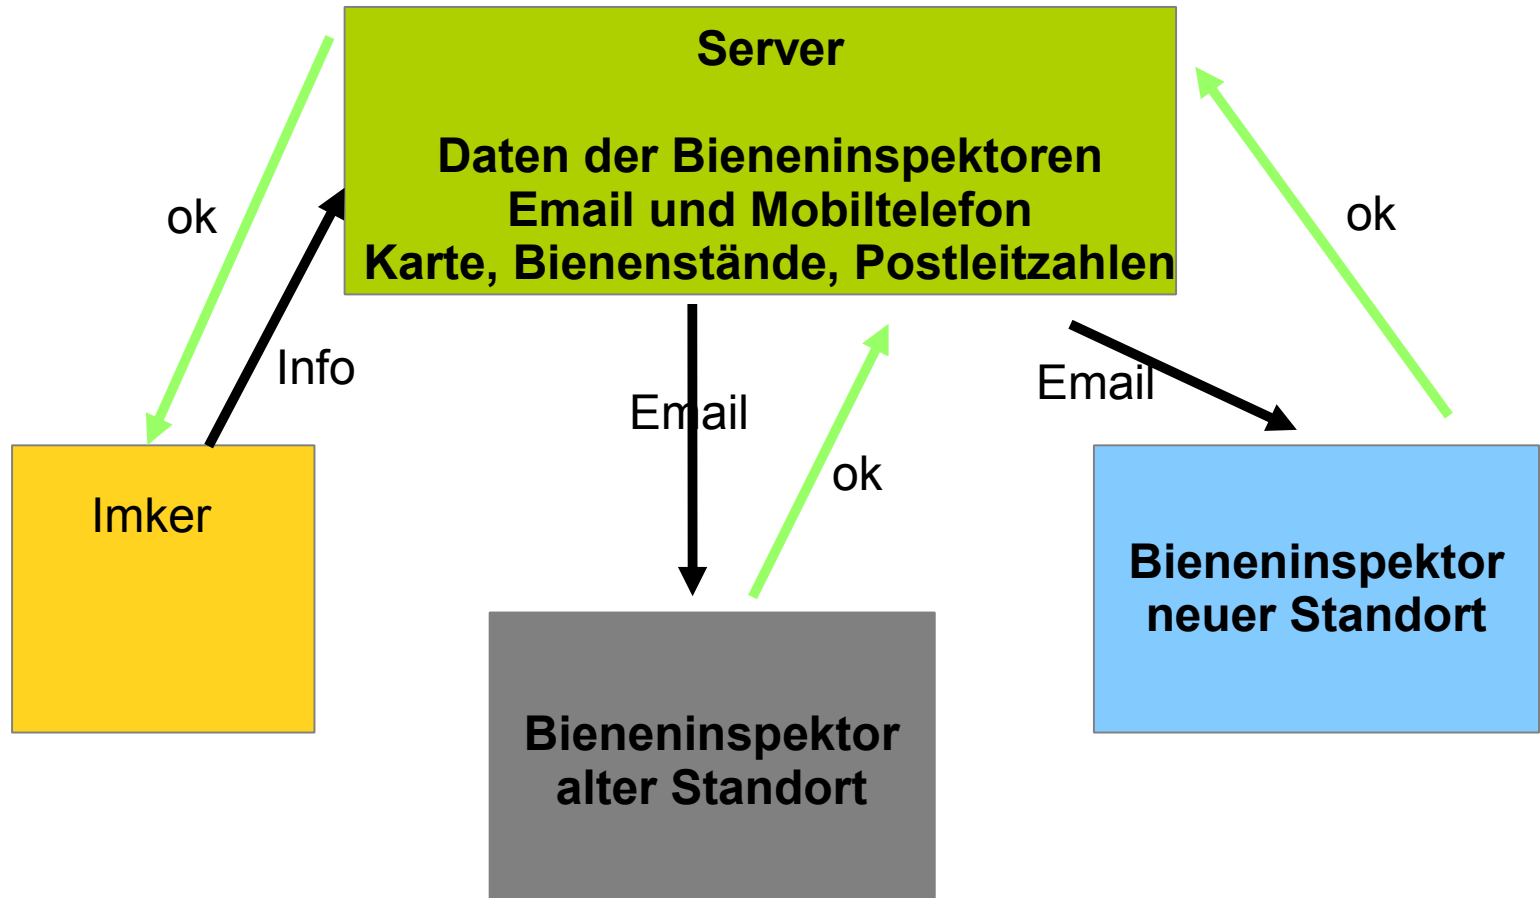 Server
Daten der Bieneninspektoren
Email und Mobiltelefon
Karte, Bienenstände, Postleitzahlen
ok
ok
Info
Email
Email
ok
Imker
Bieneninspektor
neuer Standort
Bieneninspektor
alter Standort